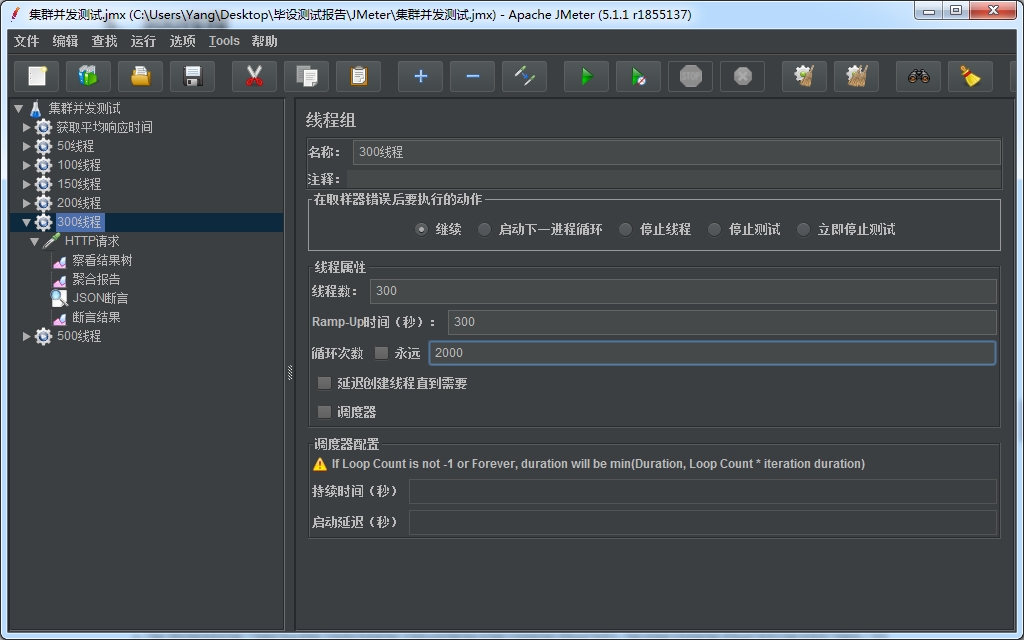 集群并发测试.jmx (C:\Users\Yang\Desktop\毕设测试报告\JMeter\集群并发测试.jmx) - Apache JMeter (5.1.1 r1855137)
文件 编辑 查找 运行 选项 Tools 帮助
STOP
集群并发测试
获取平均响应时间
50线程
100线程
150线程
200线程
300线程
HTTP请求
察看结果树
聚合报告
JSON断言
断言结果
500线程
线程组
名称： 300线程
注释：
在取样器错误后要执行的动作
继续 启动下一进程循环 停止线程 停止测试 立即停止测试
线程属性
线程数： 300
Ramp-Up时间（秒）： 300
循环次数 永远 2000
延迟创建线程直到需要
调度器
调度器配置
If Loop Count is not -1 or Forever, duration will be min(Duration, Loop Count * iteration duration)
持续时间（秒）
启动延迟（秒）